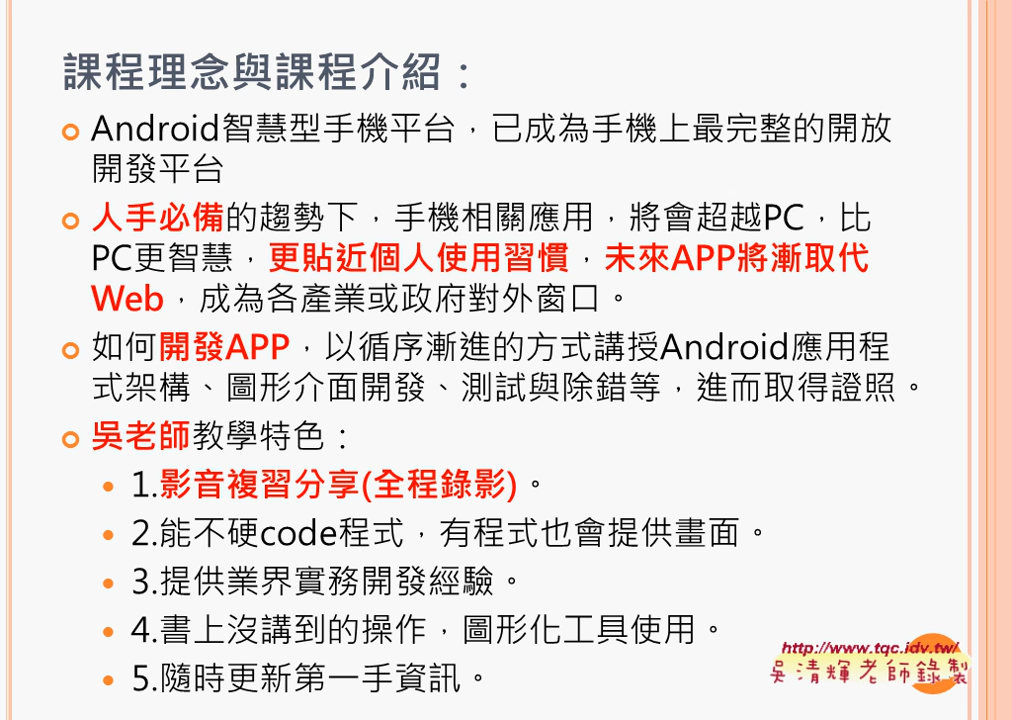 課程理念與課程介紹：
Android智慧型手機平台，已成為手機上最完整的開放
開發平台
人手必備的趨勢下，手機相關應用，將會超越PC，比
PC更智慧，更貼近個人使用習慣，未來APP將漸取代
Web，成為各產業或政府對外窗口。
如何開發APP，以循序漸進的方式講授Android應用程
式架構、圖形介面開發、測試與除錯等，進而取得證照。
吳老師教學特色：
1.影音複習分享(全程錄影)。
2.能不硬code程式，有程式也會提供畫面。
3.提供業界實務開發經驗。
4.書上沒講到的操作，圖形化工具使用。
5.隨時更新第一手資訊。
http://www.tqc.idv.tw/
吳清輝老師錄製